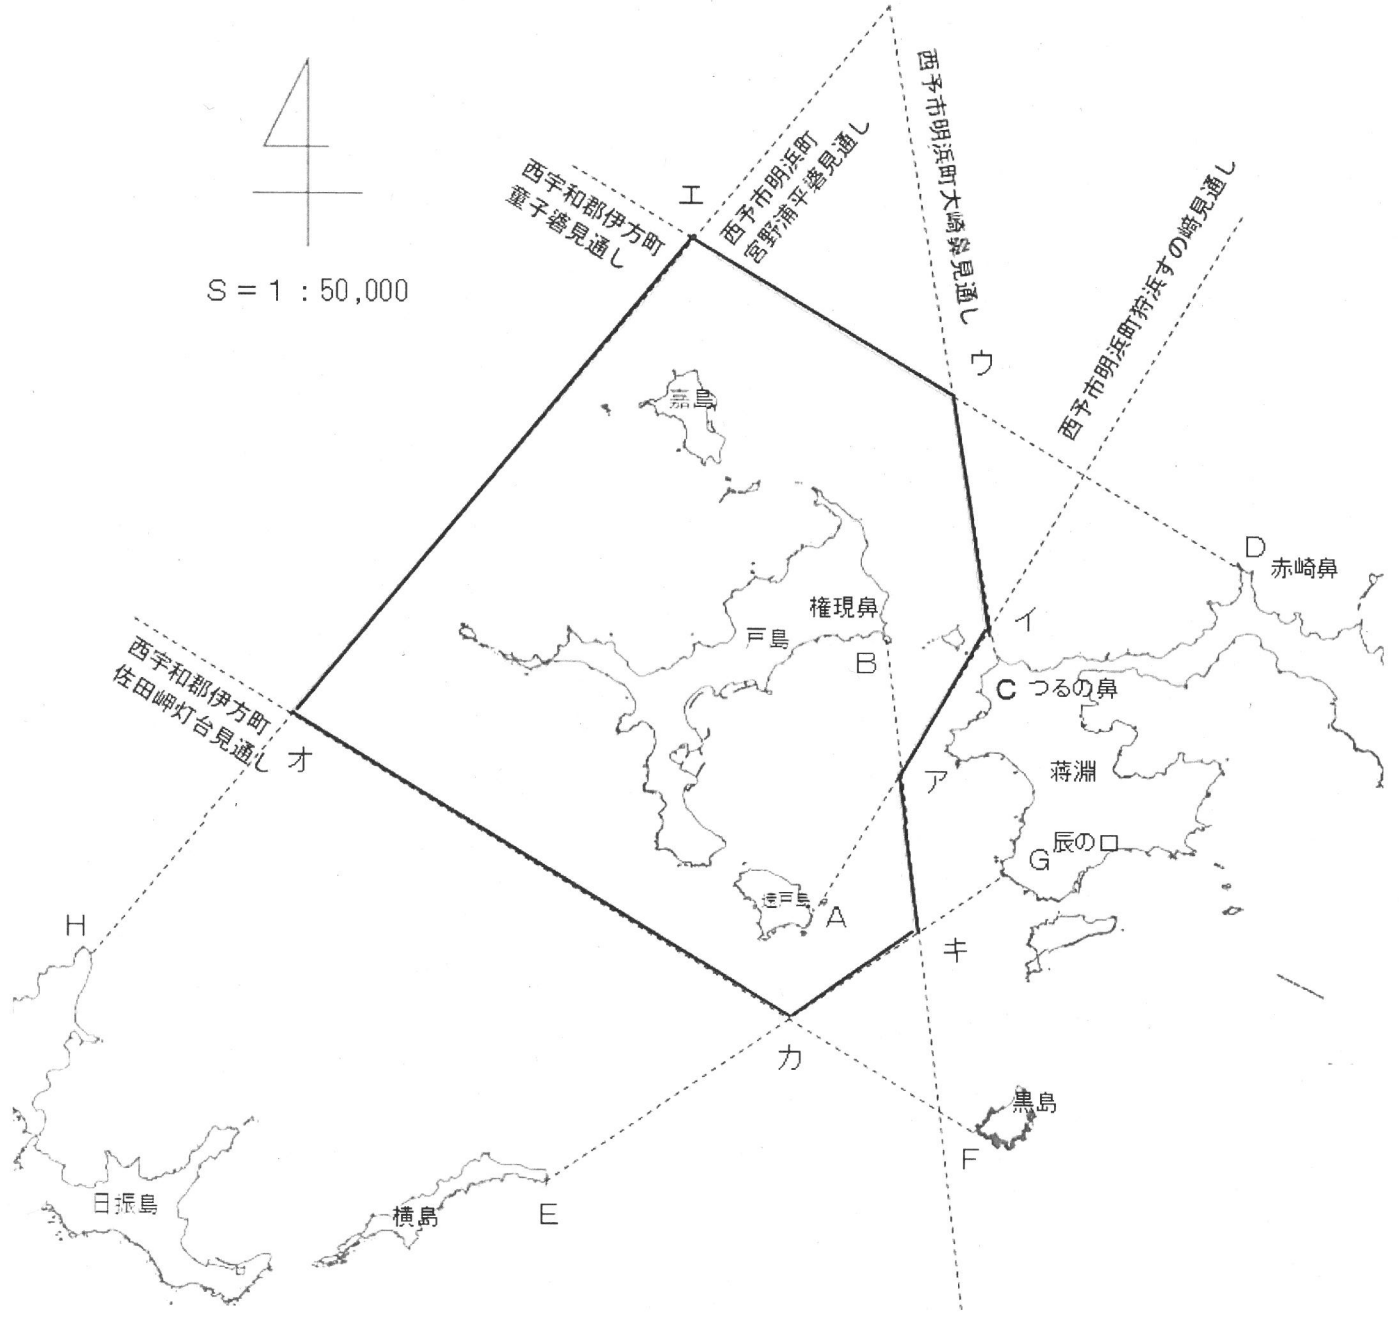 S=1:50,000
西宇和郡伊方町
童子碆見通し
エ
西予市明浜町
宮野浦平碆見通し
西予市明浜町大崎碆見通し
西予市明浜町狩浜すの﨑見通し
ウ
嘉島
D
赤崎鼻
権現鼻
戸島
B
イ
C つるの鼻
西宇和郡伊方町
佐田岬灯台見通し
オ
ア
蒋淵
G 辰の口
遠戸島
A
H
キ
カ
黒島
F
日振島
横島
E